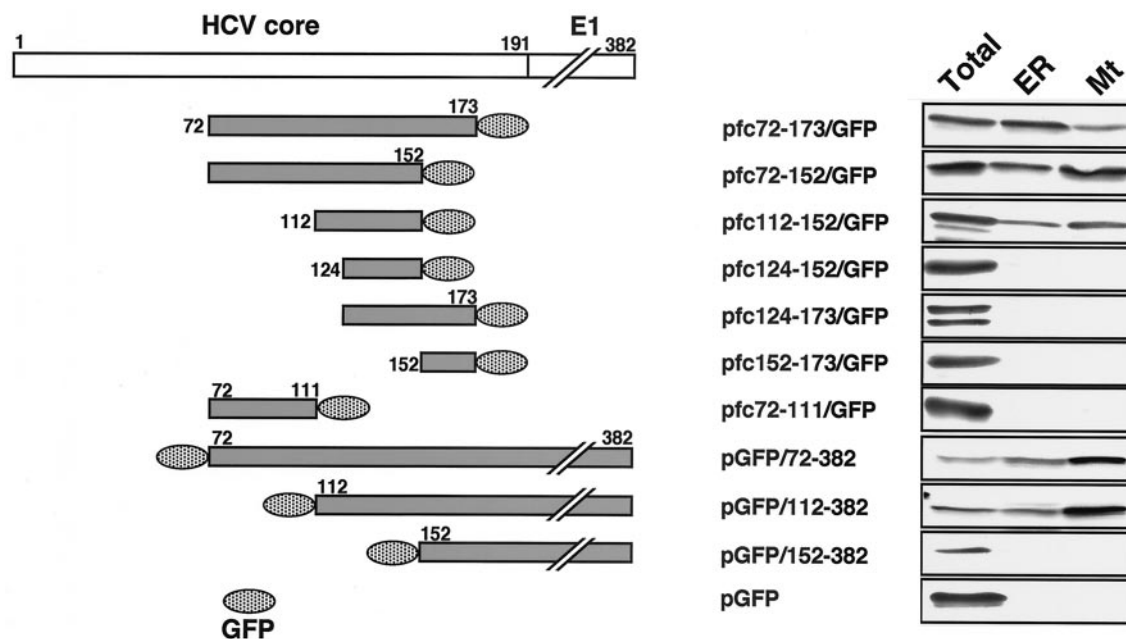 HCV core E1
1 191 382
Total ER Mt
72 173 pfc72-173/GFP
152 pfc72-152/GFP
112 pfc112-152/GFP
124 pfc124-152/GFP
173 pfc124-173/GFP
152 pfc152-173/GFP
72 111 pfc72-111/GFP
72 382 pGFP/72-382
112 pGFP/112-382
152 pGFP/152-382
pGFP
GFP